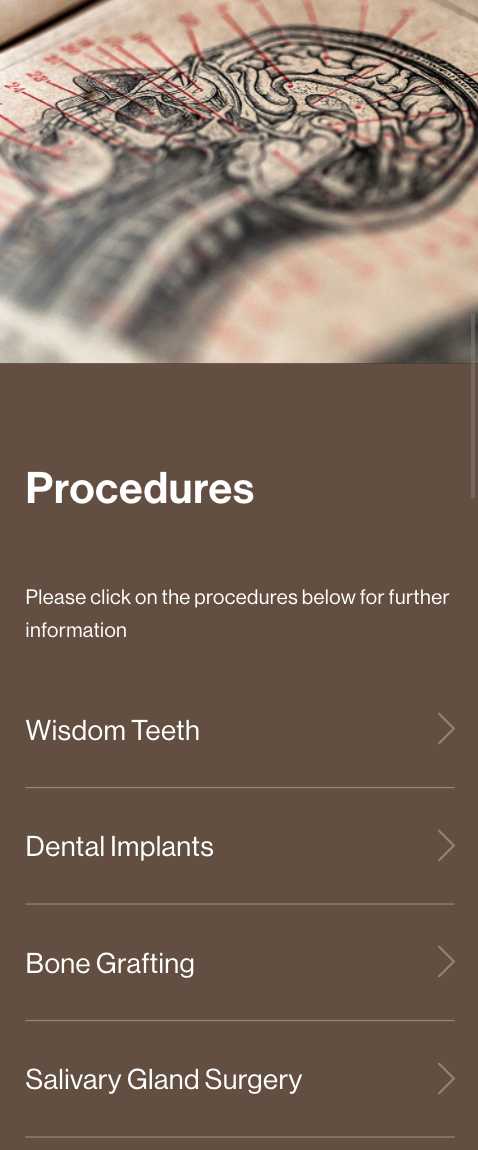 24
Procedures
Please click on the procedures below for further
information
Wisdom Teeth
Dental Implants
Bone Grafting
Salivary Gland Surgery